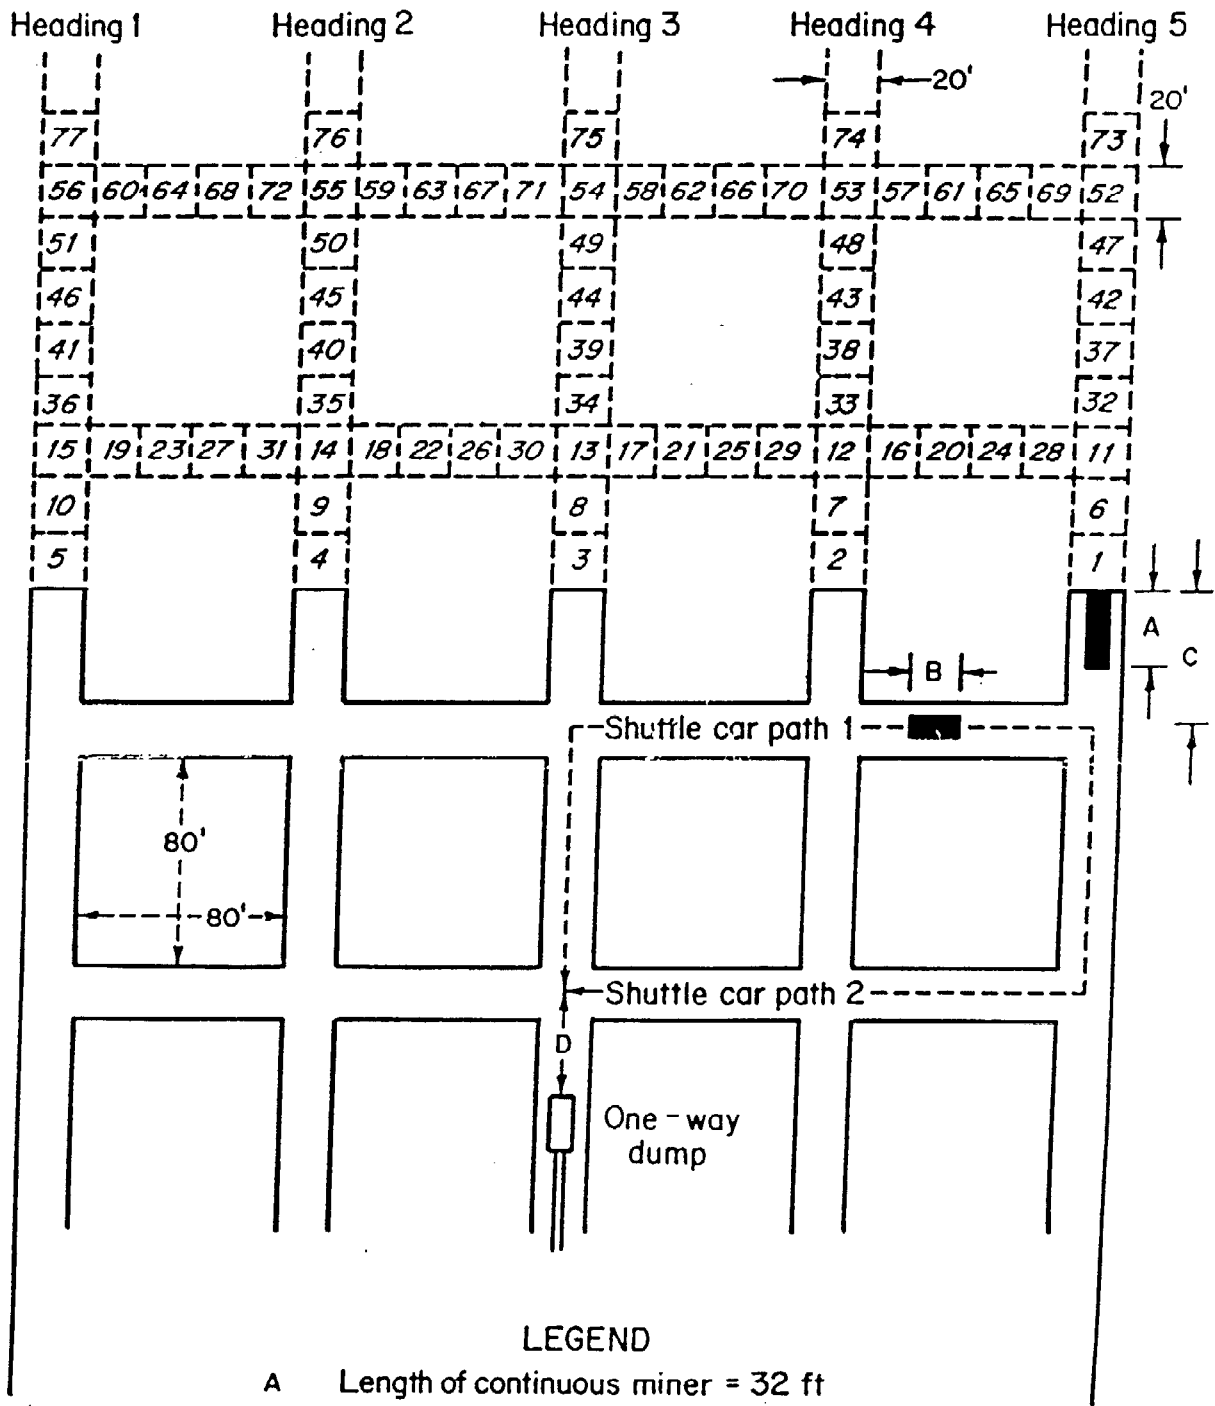 Heading 1 Heading 2 Heading 3 Heading 4 Heading 5
20'
20'
77 76 75 74 73
56 60 64 68 72 55 59 63 67 71 54 58 62 66 70 53 57 61 65 69 52
51 50 49 48 47
46 45 44 43 42
41 40 39 38 37
36 35 34 33 32
15 19 23 27 31 14 18 22 26 30 13 17 21 25 29 12 16 20 24 28 11
10 9 8 7 6
5 4 3 2 1
A
C
B
Shuttle car path 1
80'
80'
Shuttle car path 2
D
One-way
dump
LEGEND
A Length of continuous miner = 32 ft